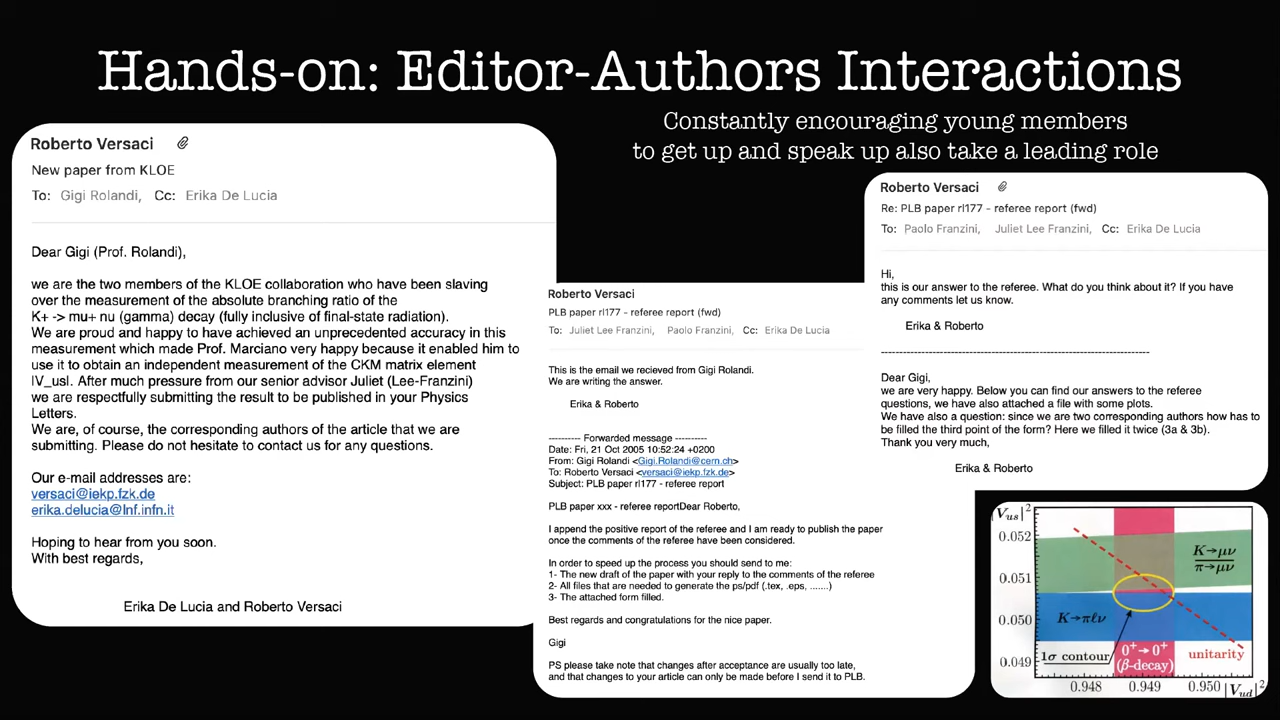 Hands-on: Editor-Authors Interactions
Constantly encouraging young members
to get up and speak up also take a leading role
Roberto Versaci
New paper from KLOE
To: Gigi Rolandi, Cc: Erika De Lucia
Dear Gigi (Prof. Rolandi),
we are the two members of the KLOE collaboration who have been slaving
over the measurement of the absolute branching ratio of the
K+ -> mu+ nu (gamma) decay (fully inclusive of final-state radiation).
We are proud and happy to have achieved an unprecedented accuracy in this
measurement which made Prof. Marciano very happy because it enabled him to
use it to obtain an independent measurement of the CKM matrix element
IV_usI. After much pressure from our senior advisor Juliet (Lee-Franzini)
we are respectfully submitting the result to be published in your Physics
Letters.
We are, of course, the corresponding authors of the article that we are
submitting. Please do not hesitate to contact us for any questions.
Our e-mail addresses are:
versaci@iekp.fzk.de
erika.delucia@lnf.infn.it
Hoping to hear from you soon.
With best regards,
Erika De Lucia and Roberto Versaci
Roberto Versaci
PLB paper rl177 - referee report (fwd)
To: Juliet Lee Franzini, Paolo Franzini, Cc: Erika De Lucia
This is the email we recieved from Gigi Rolandi.
We are writing the answer.
Erika & Roberto
---------- Forwarded message ----------
Date: Fri, 21 Oct 2005 10:52:24 +0200
From: Gigi Rolandi <Gigi.Rolandi@cern.ch>
To: Roberto Versaci <versaci@iekp.fzk.de>
Subject: PLB paper rl177 - referee report
PLB paper xxx - referee reportDear Roberto,
I append the positive report of the referee and I am ready to publish the paper
once the comments of the referee have been considered.
In order to speed up the process you should send to me:
1- The new draft of the paper with your reply to the comments of the referee
2- All files that are needed to generate the ps/pdf (.tex, .eps, ......)
3- The attached form filled.
Best regards and congratulations for the nice paper.
Gigi
PS please take note that changes after acceptance are usually too late,
and that changes to your article can only be made before I send it to PLB.
Roberto Versaci
Re: PLB paper rl177 - referee report (fwd)
To: Paolo Franzini, Juliet Lee Franzini, Cc: Erika De Lucia
Hi,
this is our answer to the referee. What do you think about it? If you have
any comments let us know.
Erika & Roberto
----------------------------------------------------------------------
Dear Gigi,
we are very happy. Below you can find our answers to the referee
questions, we have also attached a file with some plots.
We have also a question: since we are two corresponding authors how has to
be filled the third point of the form? Here we filled it twice (3a & 3b).
Thank you very much,
Erika & Roberto
|Vus|²
0.052
0.051
0.050
0.049
K→μν
π→μν
K→πℓν
1σ contour
0⁺→0⁺
(β-decay)
unitarity
0.948 0.949 0.950 |Vud|²